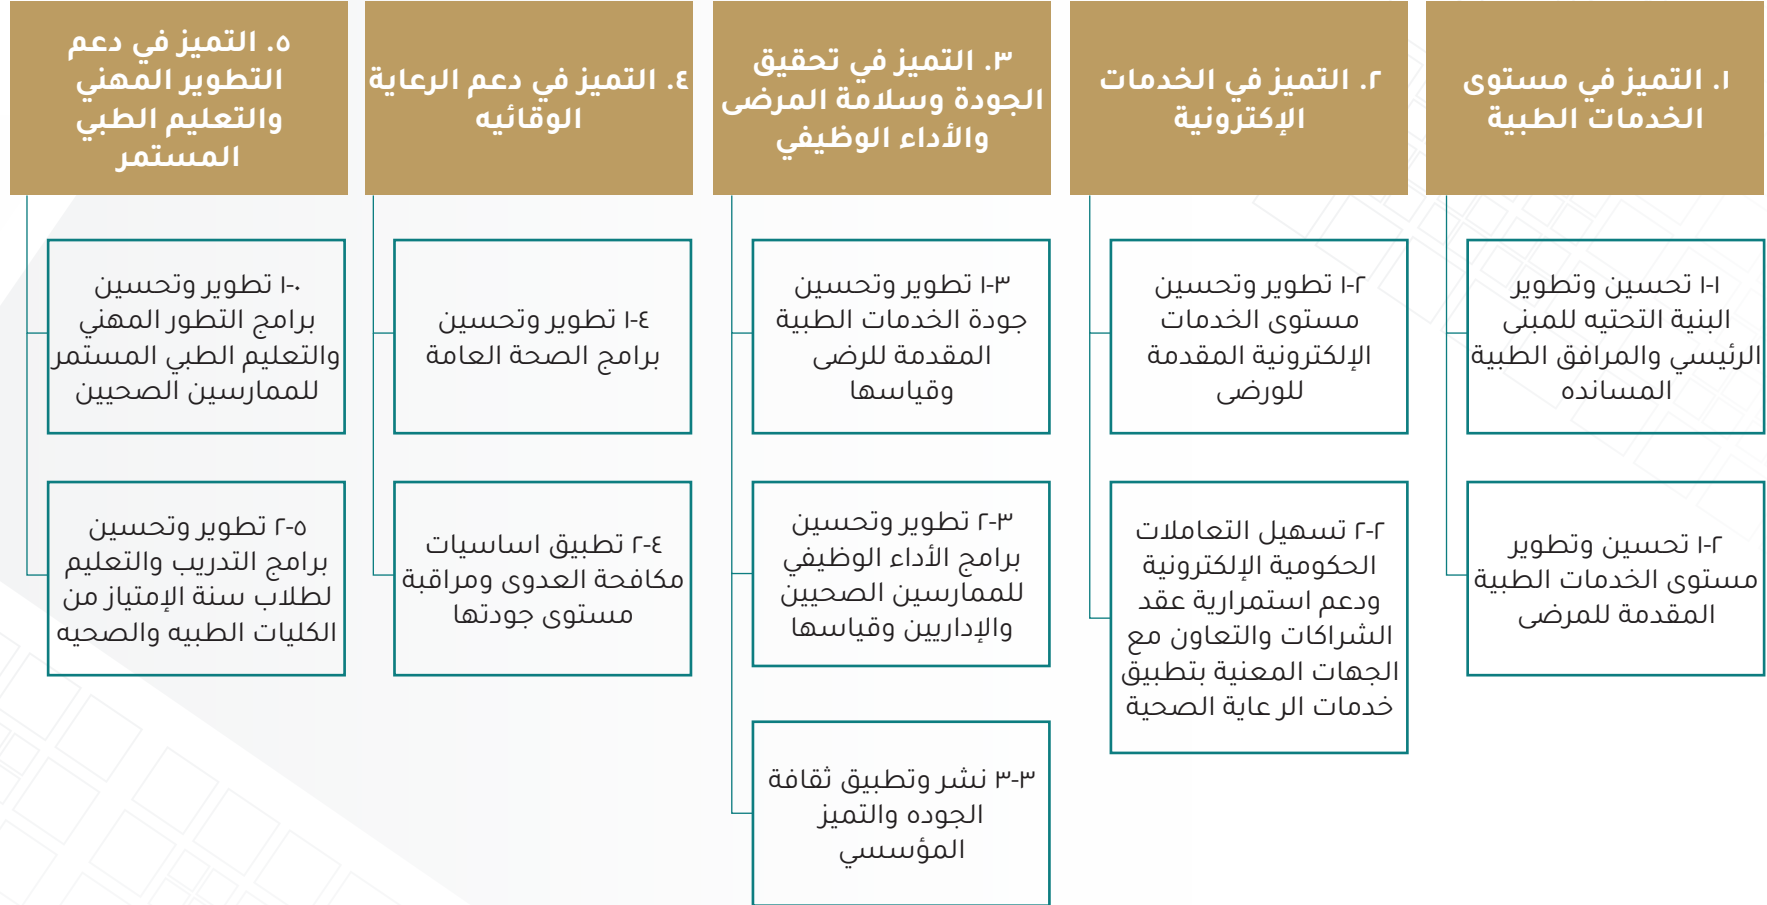 ١. التميز في مستوى
الخدمات الطبية
١-١ تحسين وتطوير
البنية التحتيه للمبنى
الرئيسي والمرافق الطبية
المسانده
١-٢ تحسين وتطوير
مستوى الخدمات الطبية
المقدمة للمرضى
٢. التميز في الخدمات
الإكترونية
١-٢ تطوير وتحسين
مستوى الخدمات
الإلكترونية المقدمة
للورضى
٢-٢ تسهيل التعاملات
الحكومية الإلكترونية
ودعم استمرارية عقد
الشراكات والتعاون مع
الجهات المعنية بتطبيق
خدمات الر عاية الصحية
٣. التميز في تحقيق
الجودة وسلامة المرضى
والأداء الوظيفي
١-٣ تطوير وتحسين
جودة الخدمات الطبية
المقدمة للرضى
وقياسها
٢-٣ تطوير وتحسين
برامج الأداء الوظيفي
للممارسين الصحيين
والإداريين وقياسها
٣-٣ نشر وتطبيق ثقافة
الجوده والتميز
المؤسسي
٤. التميز في دعم الرعاية
الوقائيه
١-٤ تطوير وتحسين
برامج الصحة العامة
٢-٤ تطبيق اساسيات
مكافحة العدوى ومراقبة
مستوى جودتها
٥. التميز في دعم
التطوير المهني
والتعليم الطبي
المستمر
١-٠ تطوير وتحسين
برامج التطور المهني
والتعليم الطبي المستمر
للممارسين الصحيين
٢-٥ تطوير وتحسين
برامج التدريب والتعليم
لطلاب سنة الإمتياز من
الكليات الطبيه والصحيه